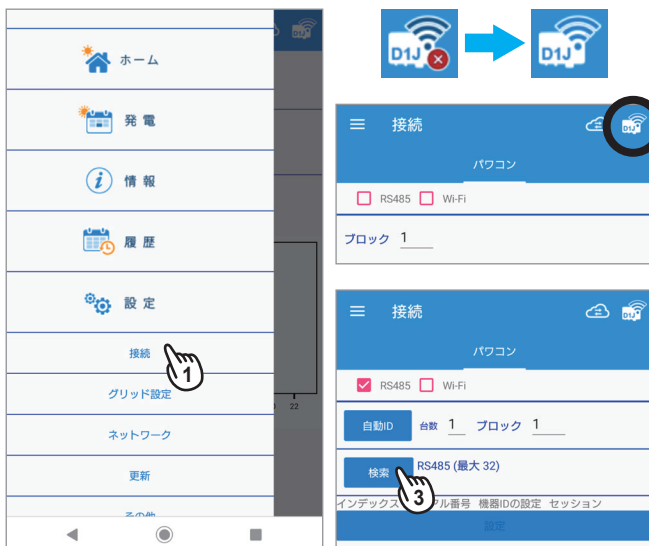 ホーム
発電
情報
履歴
設定
接続
1
グリッド設定
22
ネットワーク
更新
その他
D1J
D1J
接続
D1J
パワコン
RS485 Wi-Fi
ブロック 1
接続
D1J
パワコン
RS485 Wi-Fi
自動ID 台数 1 ブロック 1
検索 RS485 (最大 32)
3
インデックス アル番号 機器IDの設定 セッション
設定